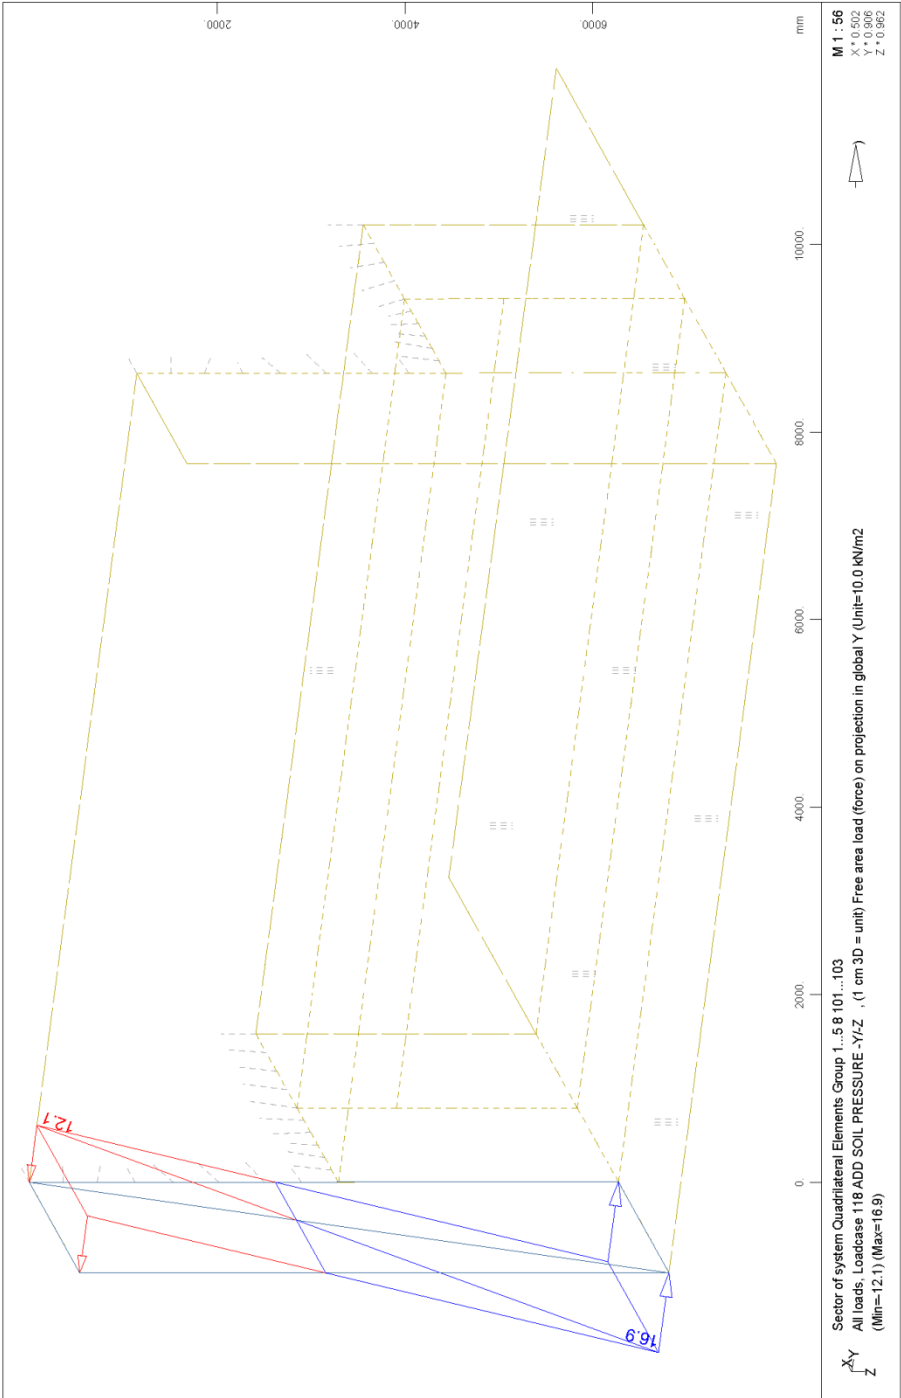 2000.
4000.
6000.
mm
12.1
16.9
0.
2000.
4000.
6000.
8000.
10000.
M 1 : 56
X * 0.502
Y * 0.906
Z * 0.962
X
Y
Z
Sector of system Quadrilateral Elements Group 1...5 8 101...103
All loads, Loadcase 118 ADD SOIL PRESSURE -Y/-Z , (1 cm 3D = unit) Free area load (force) on projection in global Y (Unit=10.0 kN/m2
)
(Min=-12.1) (Max=16.9)